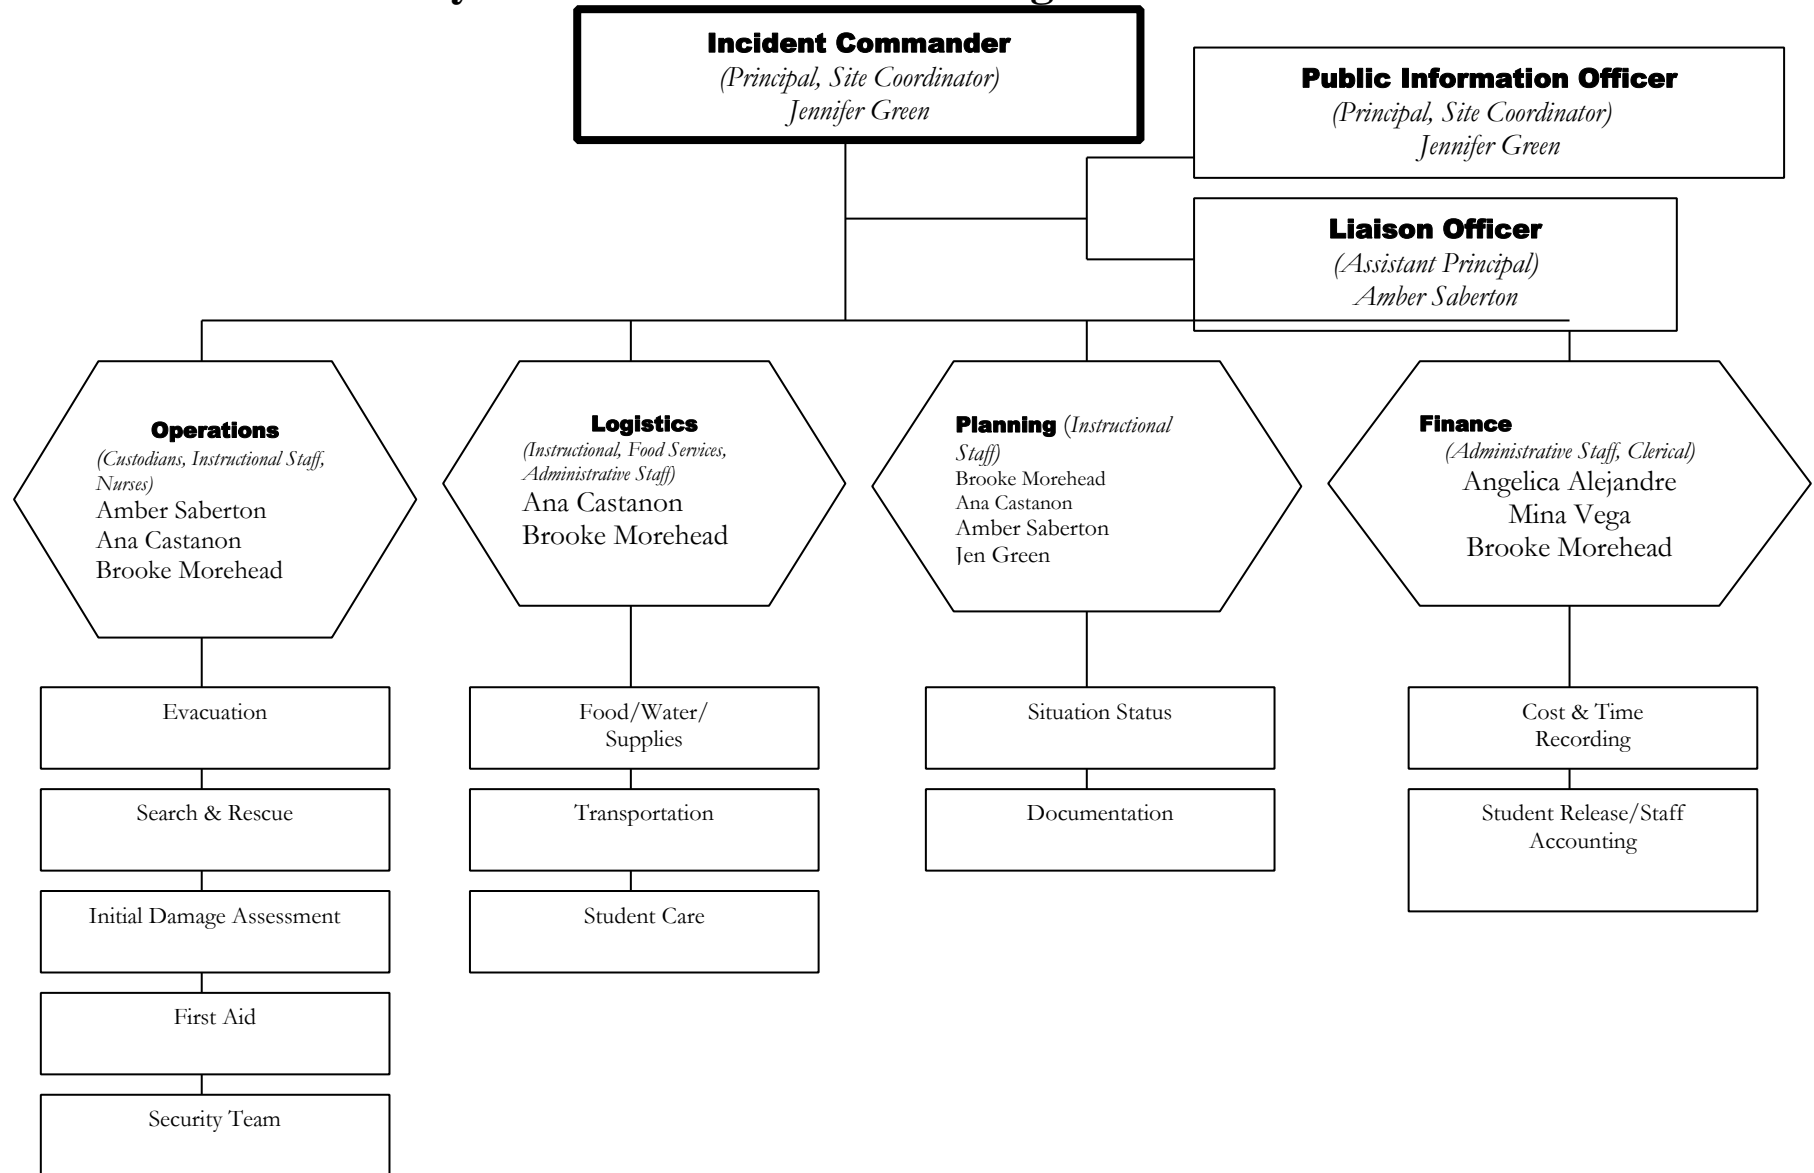 Incident Commander
(Principal, Site Coordinator)
Jennifer Green
Public Information Officer
(Principal, Site Coordinator)
Jennifer Green
Liaison Officer
(Assistant Principal)
Amber Saberton
Operations
(Custodians, Instructional Staff,
Nurses)
Amber Saberton
Ana Castanon
Brooke Morehead
Logistics
(Instructional, Food Services,
Administrative Staff)
Ana Castanon
Brooke Morehead
Planning (Instructional
Staff)
Brooke Morehead
Ana Castanon
Amber Saberton
Jen Green
Finance
(Administrative Staff, Clerical)
Angelica Alejandre
Mina Vega
Brooke Morehead
Evacuation
Search & Rescue
Initial Damage Assessment
First Aid
Security Team
Food/Water/
Supplies
Transportation
Student Care
Situation Status
Documentation
Cost & Time
Recording
Student Release/Staff
Accounting